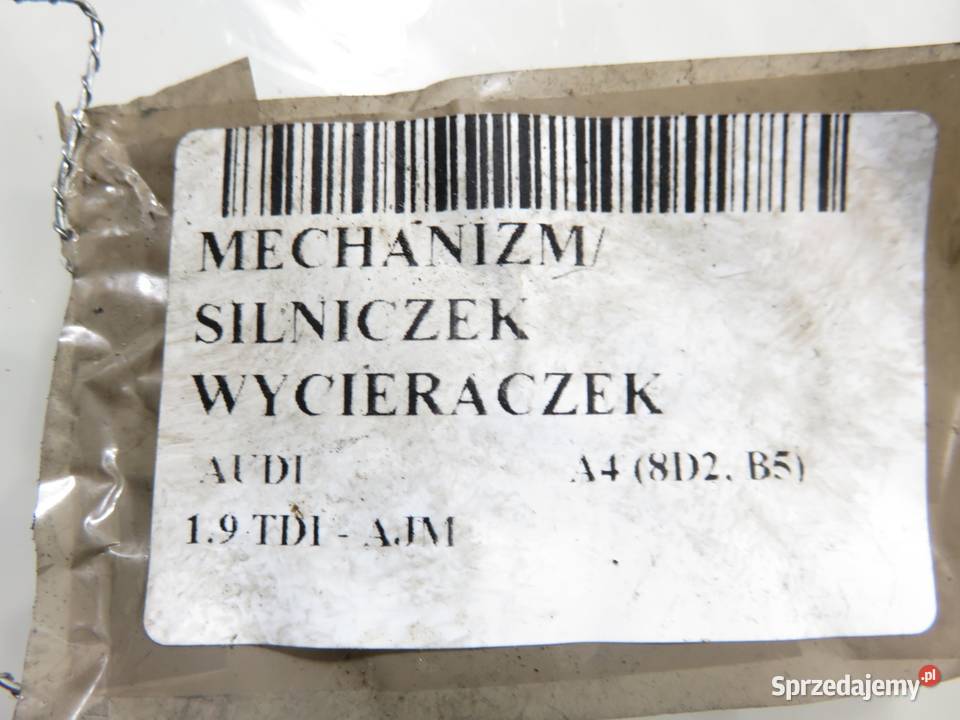 MECHANIZM/
SILNICZEK
WYCIERACZEK
AUDI A4 (8D2, B5)
1.9 TDI - AJM
Sprzedajemy.pl